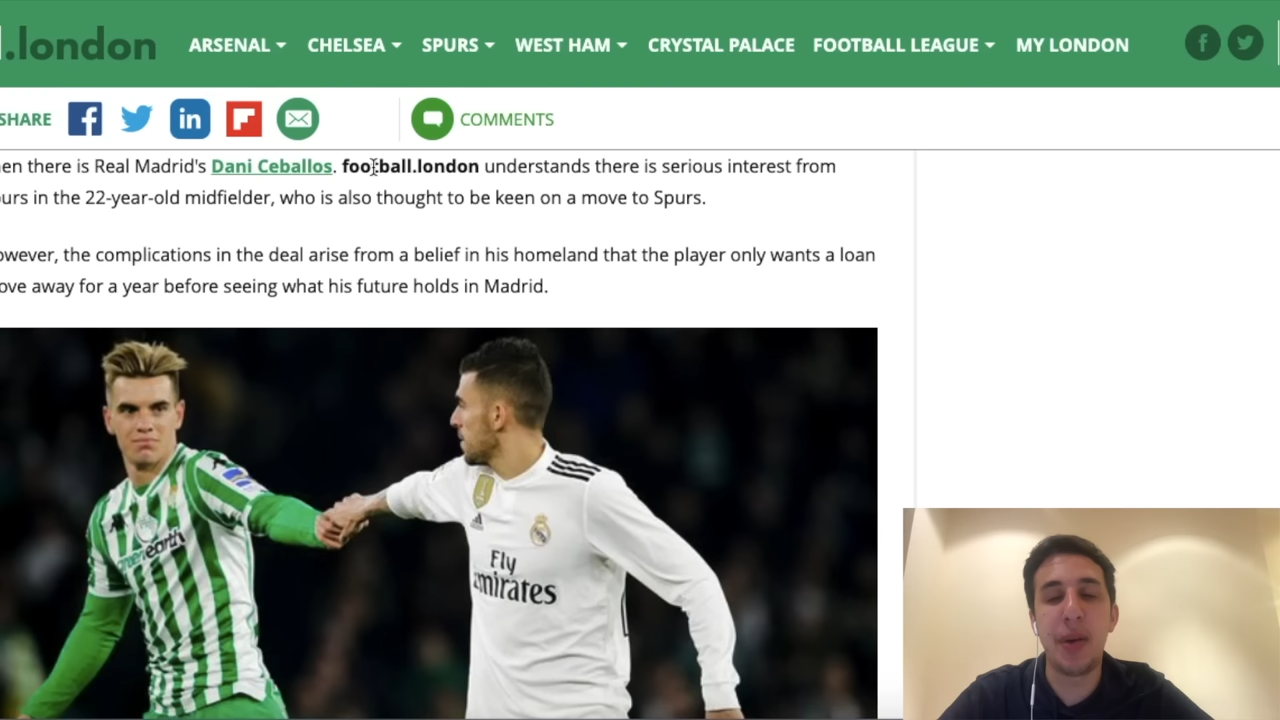 .london ARSENAL CHELSEA SPURS WEST HAM CRYSTAL PALACE FOOTBALL LEAGUE MY LONDON
SHARE COMMENTS
en there is Real Madrid's Dani Ceballos. football.london understands there is serious interest from
urs in the 22-year-old midfielder, who is also thought to be keen on a move to Spurs.
owever, the complications in the deal arise from a belief in his homeland that the player only wants a loan
ove away for a year before seeing what his future holds in Madrid.
Fly
Emirates